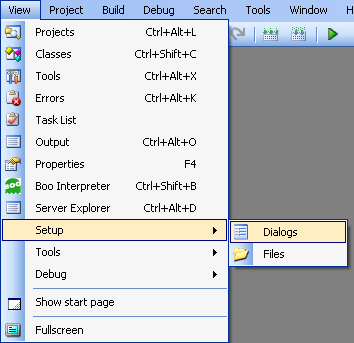 View Project Build Debug Search Tools Window H
Projects Ctrl+Alt+L
Classes Ctrl+Shift+C
Tools Ctrl+Alt+X
Errors Ctrl+Alt+K
Task List
Output Ctrl+Alt+O
Properties F4
Boo Interpreter Ctrl+Shift+B
Server Explorer Ctrl+Alt+D
Setup
Dialogs
Tools
Files
Debug
Show start page
Fullscreen